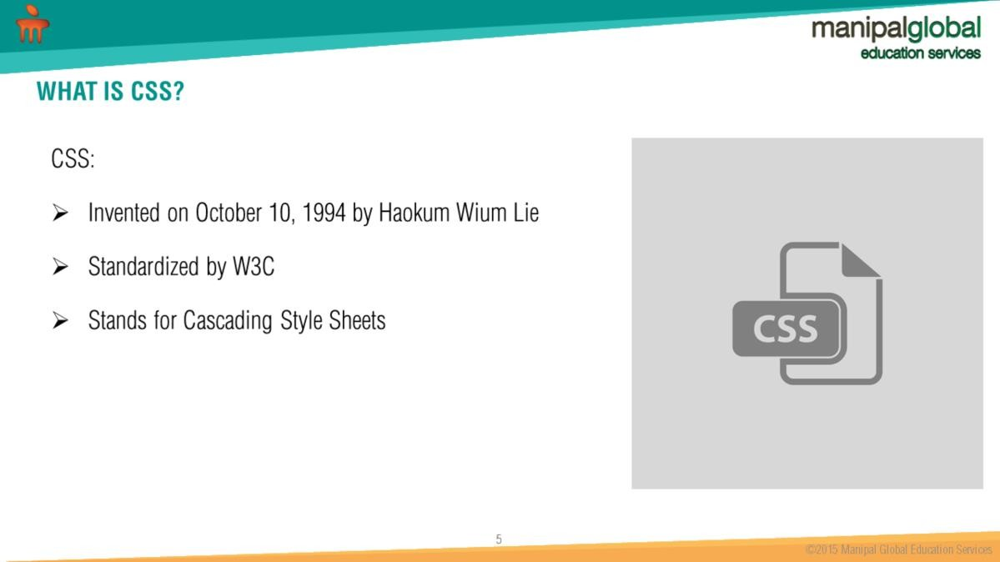 manipalglobal
education services
WHAT IS CSS?
CSS:
➢ Invented on October 10, 1994 by Haokum Wium Lie
➢ Standardized by W3C
➢ Stands for Cascading Style Sheets
CSS
5
©2015 Manipal Global Education Services